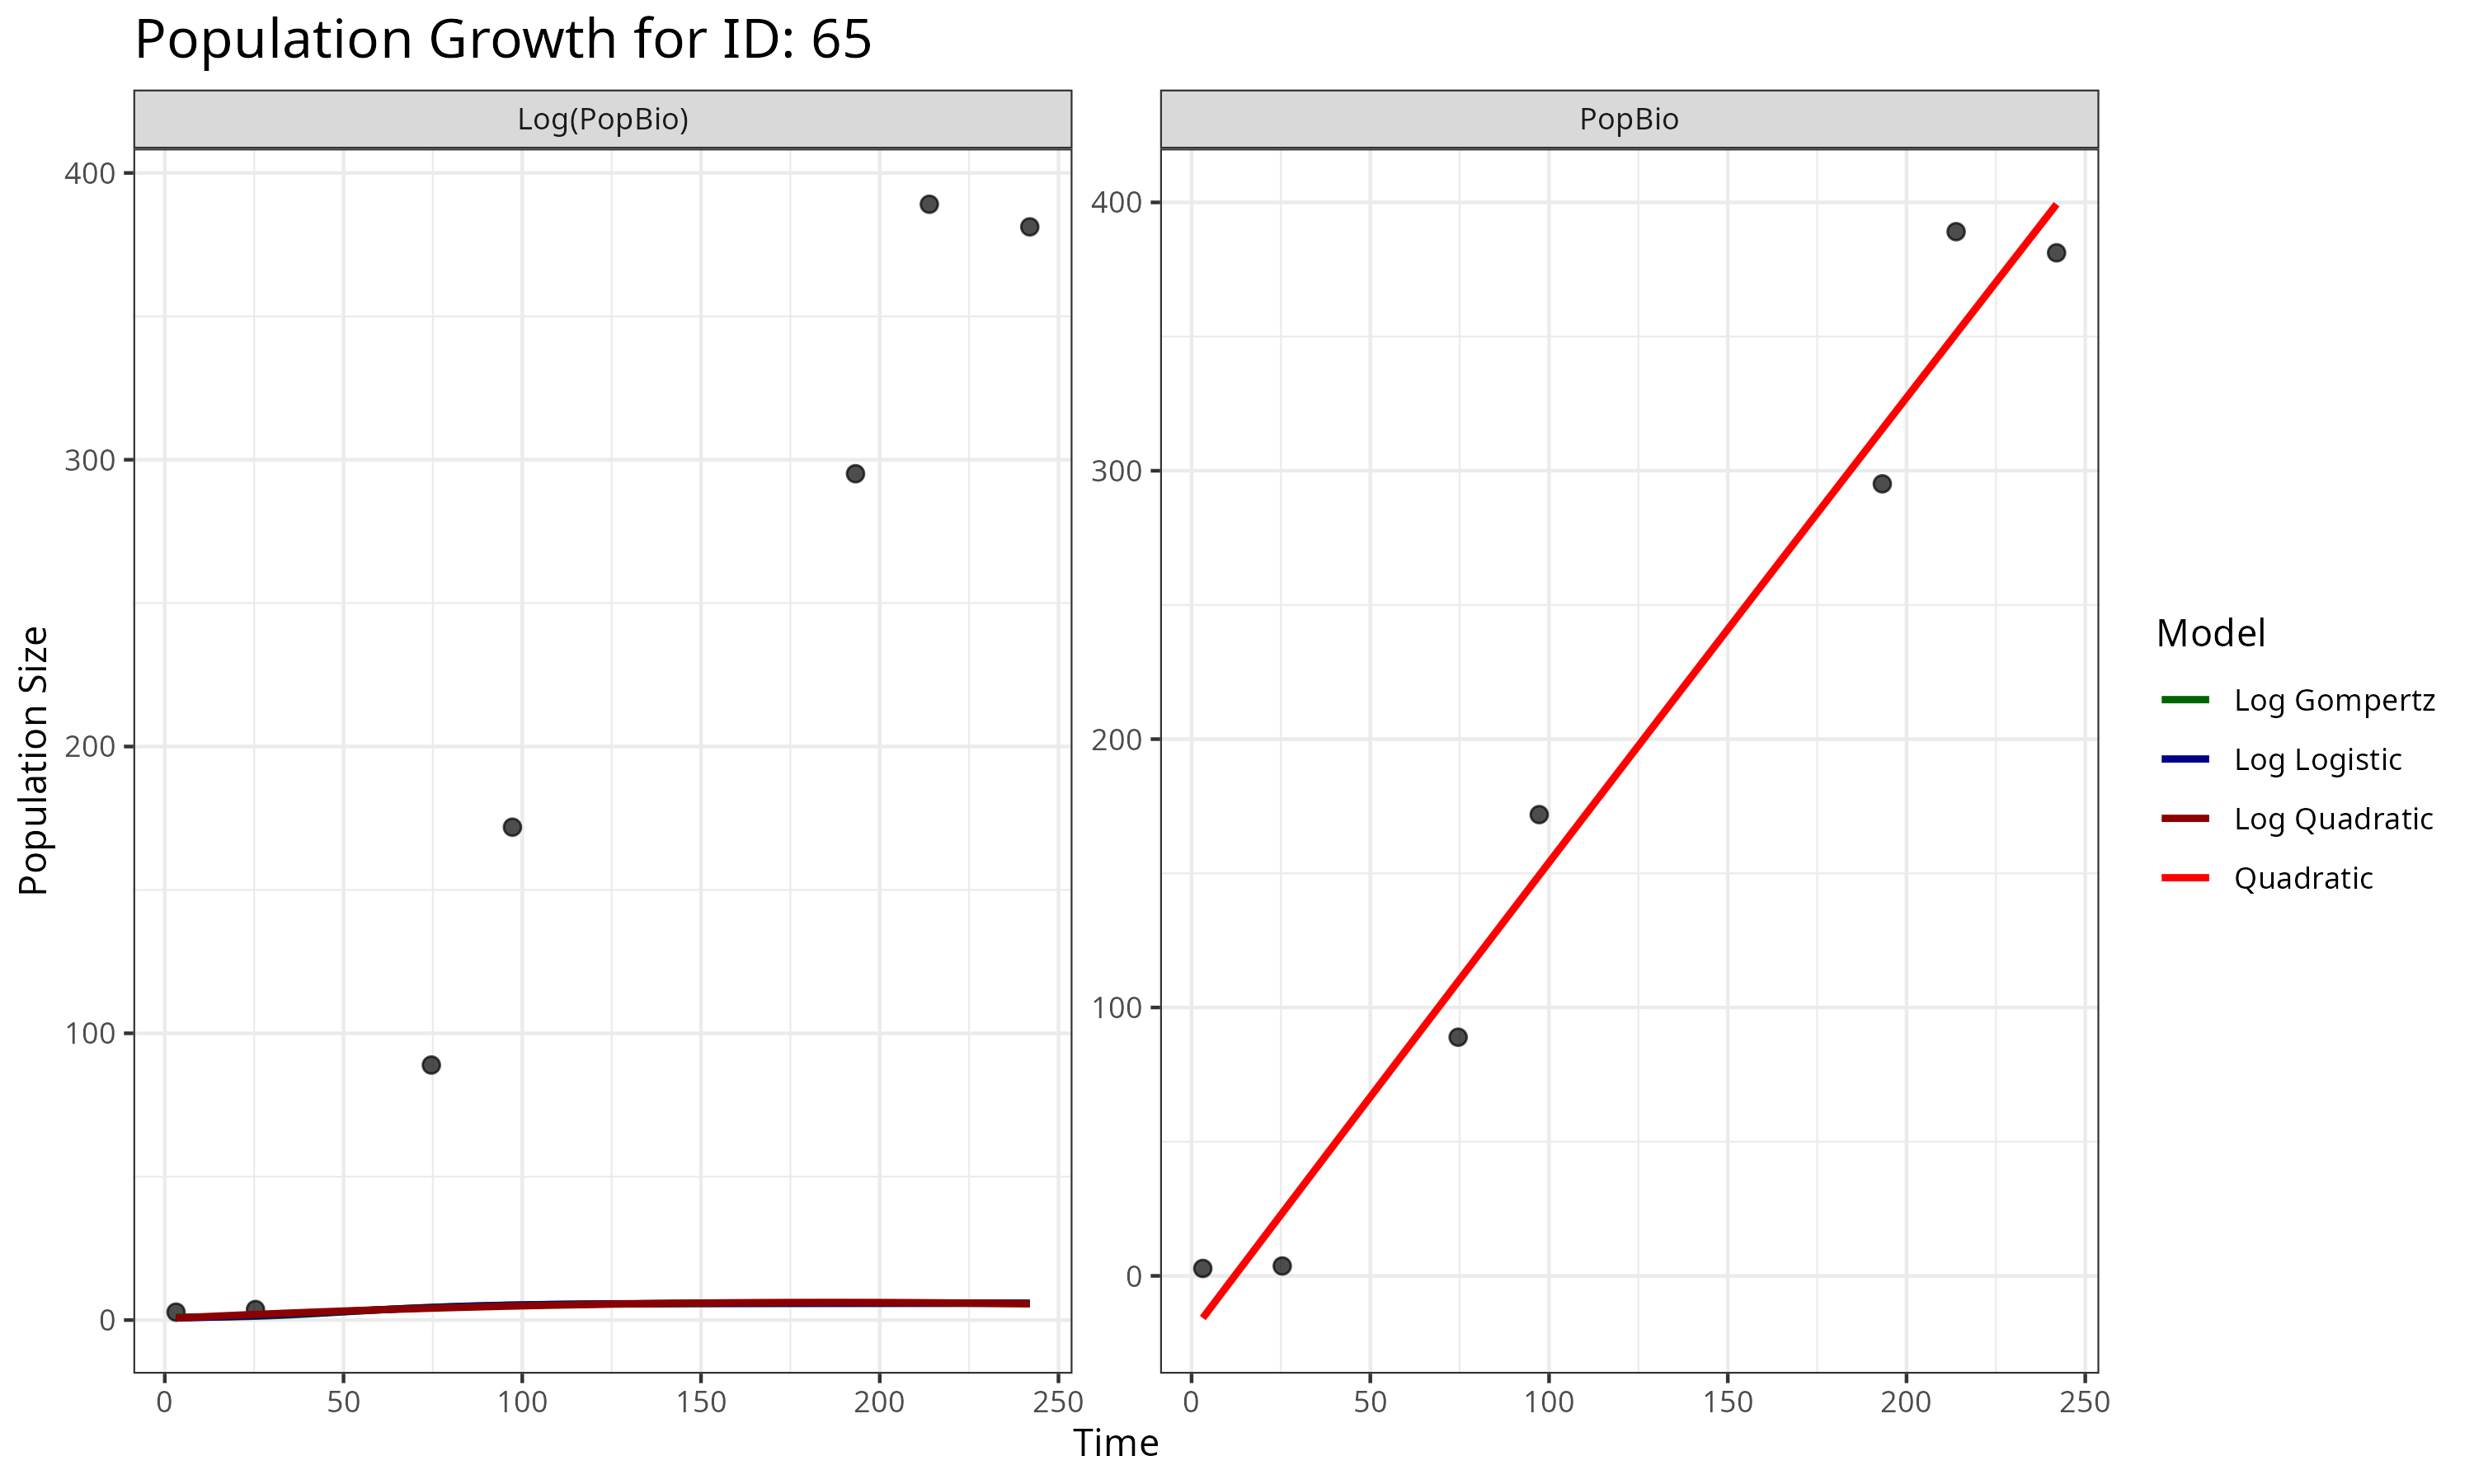 Population Growth for ID: 65
Log(PopBio)
PopBio
Population Size
400
300
200
100
0
400
300
200
100
0
0 50 100 150 200 250
0 50 100 150 200 250
Time
Model
Log Gompertz
Log Logistic
Log Quadratic
Quadratic